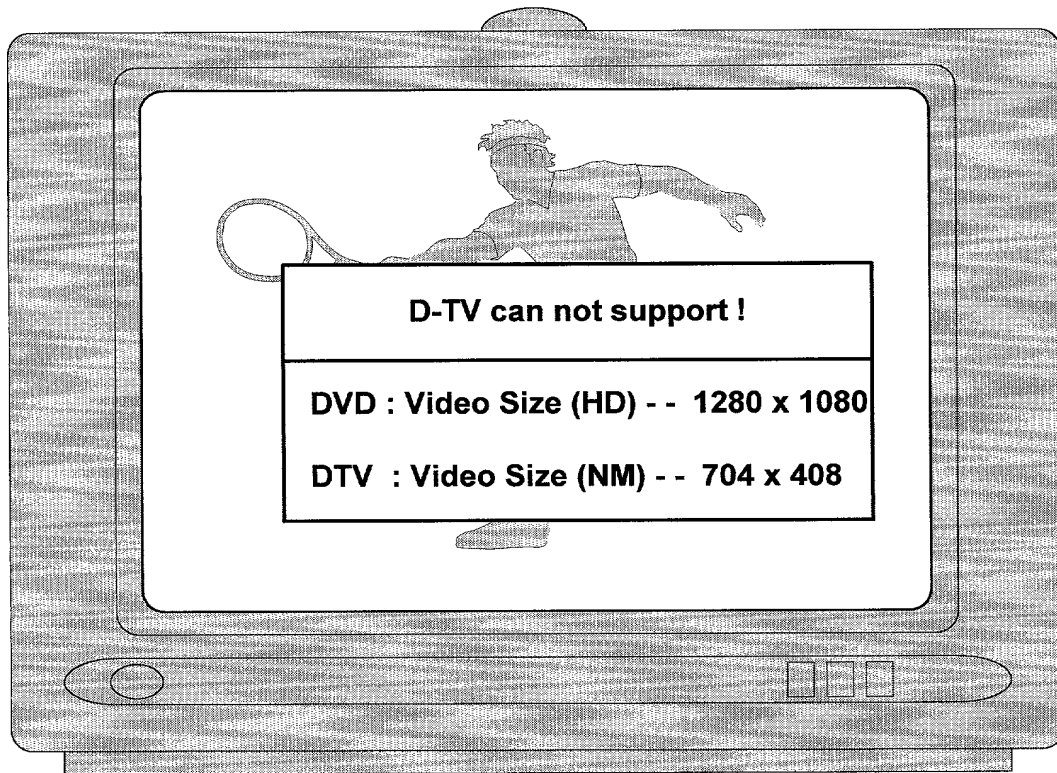 D-TV can not support !
DVD : Video Size (HD) - - 1280 x 1080
DTV : Video Size (NM) - - 704 x 408